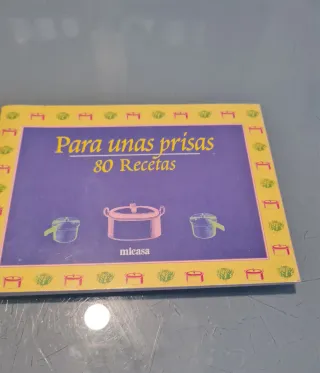 Para unas prisas
80 Recetas
micasa